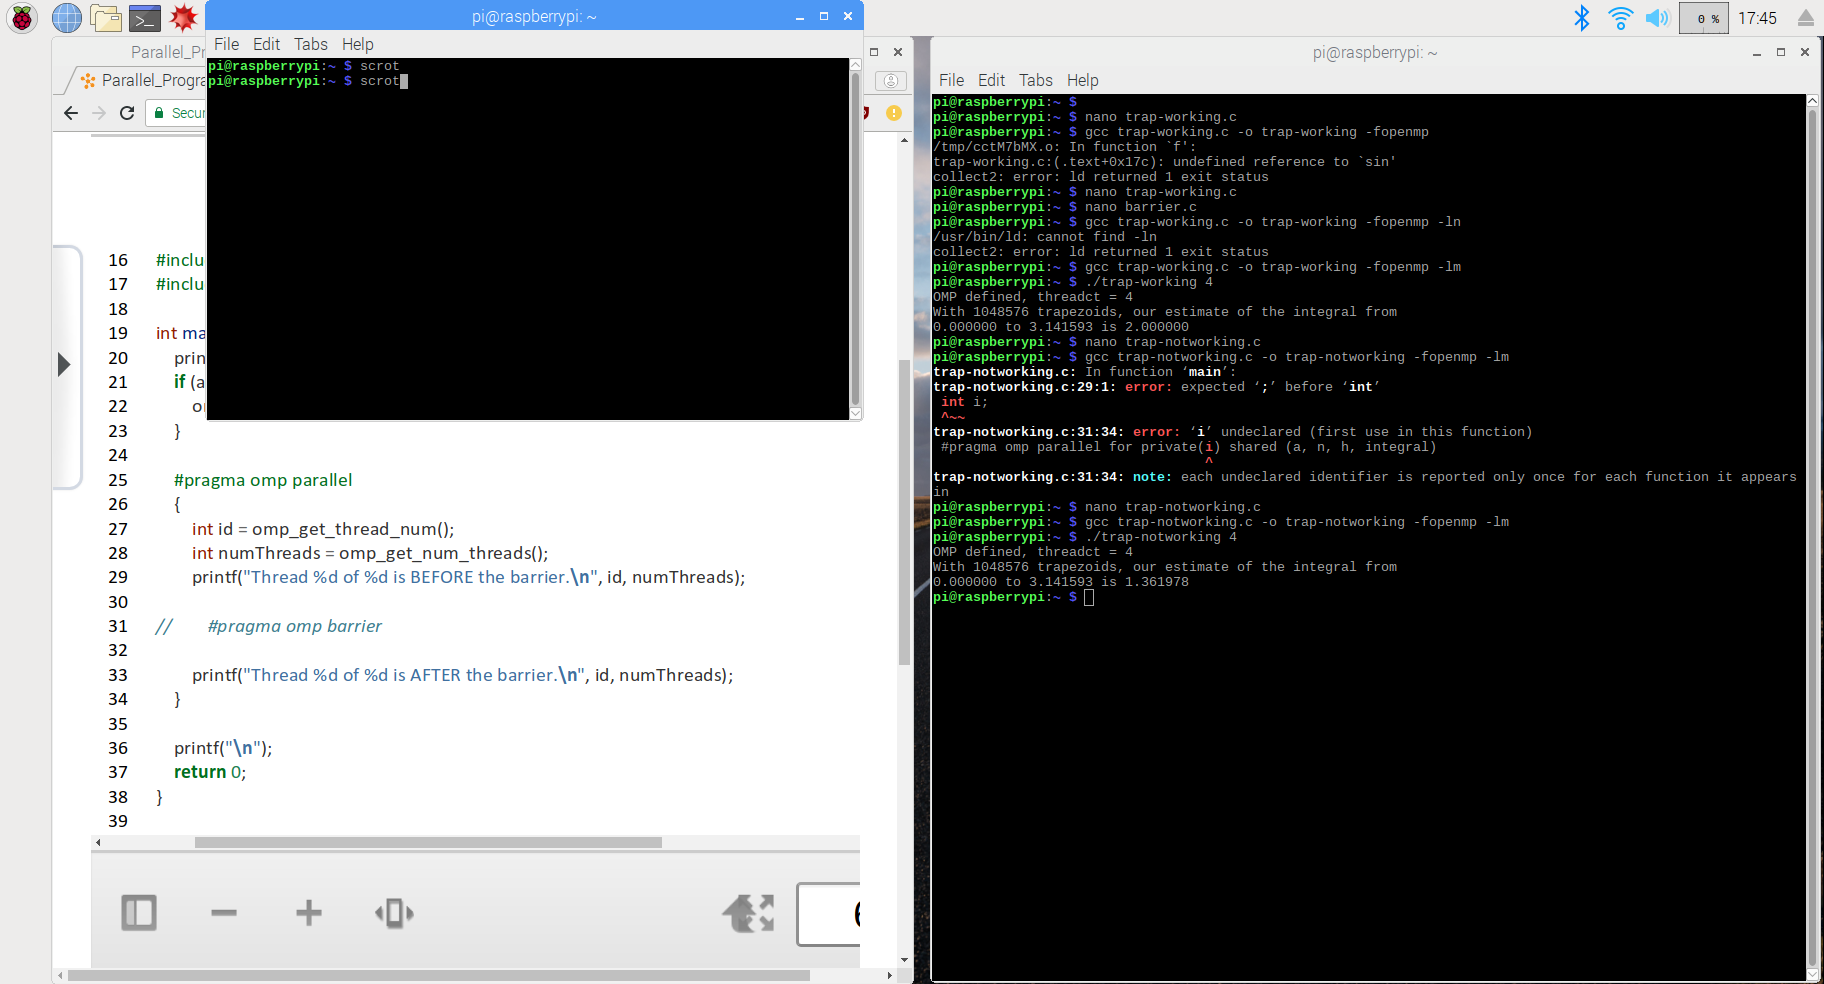 0 %
17:45
pi@raspberrypi: ~
File Edit Tabs Help
pi@raspberrypi:~ $ scrot
pi@raspberrypi:~ $ scrot
Parallel_Pr
Parallel_Progra
Secur
16 #inclu
17 #inclu
18
19 int ma
20 prin
21 if (a
22 o
23 }
24
25 #pragma omp parallel
26 {
27 int id = omp_get_thread_num();
28 int numThreads = omp_get_num_threads();
29 printf("Thread %d of %d is BEFORE the barrier.\n", id, numThreads);
30
31 // #pragma omp barrier
32
33 printf("Thread %d of %d is AFTER the barrier.\n", id, numThreads);
34 }
35
36 printf("\n");
37 return 0;
38 }
39
pi@raspberrypi: ~
File Edit Tabs Help
pi@raspberrypi:~ $
pi@raspberrypi:~ $ nano trap-working.c
pi@raspberrypi:~ $ gcc trap-working.c -o trap-working -fopenmp
/tmp/cctM7bMX.o: In function `f':
trap-working.c:(.text+0x17c): undefined reference to `sin'
collect2: error: ld returned 1 exit status
pi@raspberrypi:~ $ nano trap-working.c
pi@raspberrypi:~ $ nano barrier.c
pi@raspberrypi:~ $ gcc trap-working.c -o trap-working -fopenmp -ln
/usr/bin/ld: cannot find -ln
collect2: error: ld returned 1 exit status
pi@raspberrypi:~ $ gcc trap-working.c -o trap-working -fopenmp -lm
pi@raspberrypi:~ $ ./trap-working 4
OMP defined, threadct = 4
With 1048576 trapezoids, our estimate of the integral from
0.000000 to 3.141593 is 2.000000
pi@raspberrypi:~ $ nano trap-notworking.c
pi@raspberrypi:~ $ gcc trap-notworking.c -o trap-notworking -fopenmp -lm
trap-notworking.c: In function ‘main’:
trap-notworking.c:29:1: error: expected ‘;’ before ‘int’
int i;
^~~
trap-notworking.c:31:34: error: ‘i’ undeclared (first use in this function)
#pragma omp parallel for private(i) shared (a, n, h, integral)
^
trap-notworking.c:31:34: note: each undeclared identifier is reported only once for each function it appears
in
pi@raspberrypi:~ $ nano trap-notworking.c
pi@raspberrypi:~ $ gcc trap-notworking.c -o trap-notworking -fopenmp -lm
pi@raspberrypi:~ $ ./trap-notworking 4
OMP defined, threadct = 4
With 1048576 trapezoids, our estimate of the integral from
0.000000 to 3.141593 is 1.361978
pi@raspberrypi:~ $